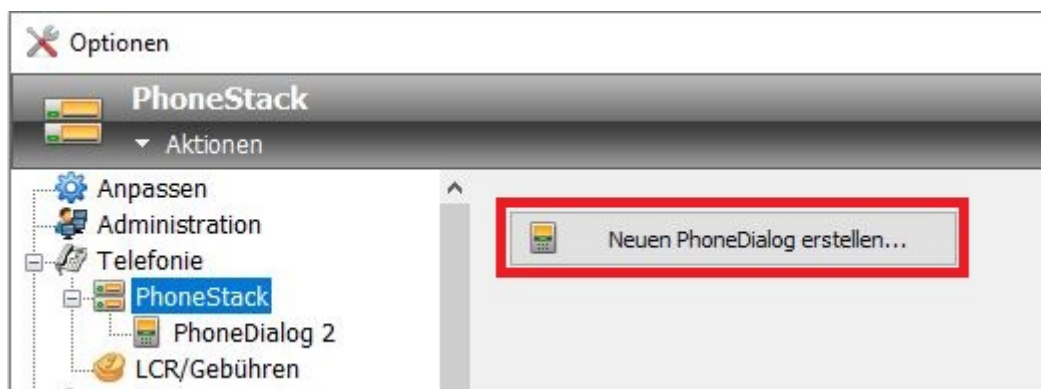 Optionen
PhoneStack
Aktionen
Anpassen
Administration
Telefonie
PhoneStack
PhoneDialog 2
LCR/Gebühren
Neuen PhoneDialog erstellen...